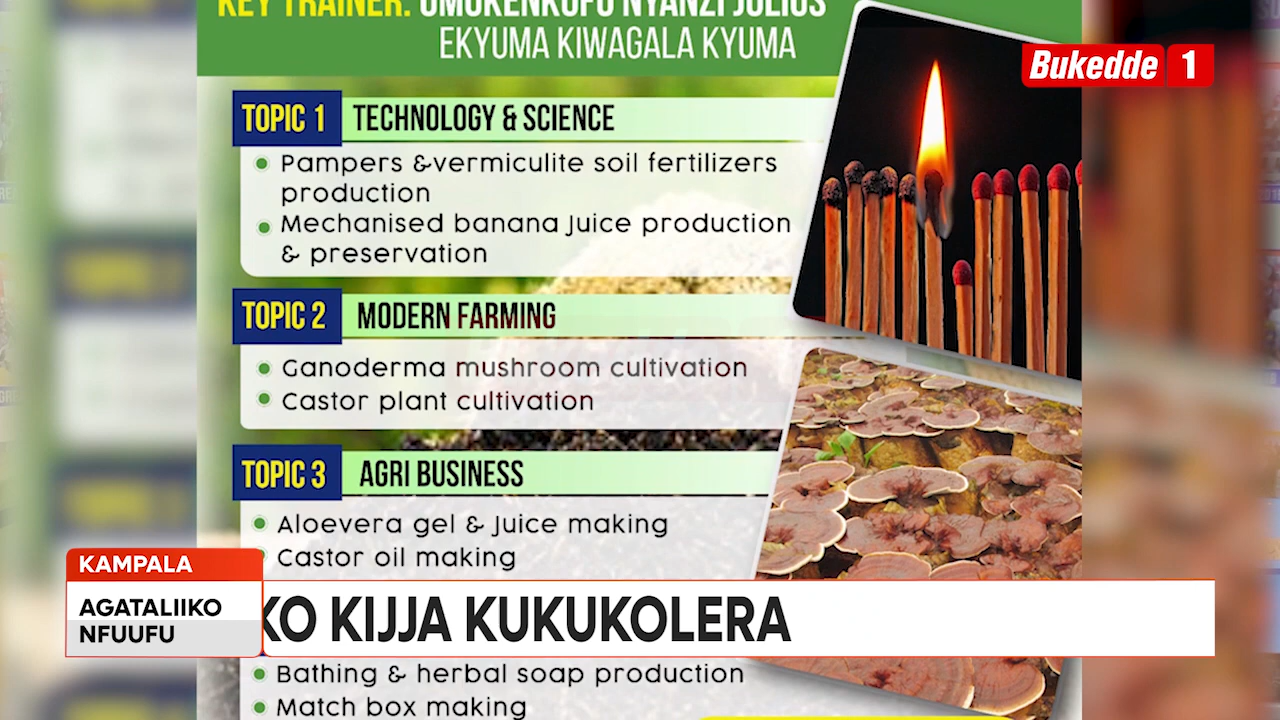 KEY TRAINER: OMUKENKUFU NYANZI JULIUS
EKYUMA KIWAGALA KYUMA
Bukedde 1
TOPIC 1 TECHNOLOGY & SCIENCE
Pampers &vermiculite soil fertilizers
production
Mechanised banana juice production
& preservation
TOPIC 2 MODERN FARMING
Ganoderma mushroom cultivation
Castor plant cultivation
TOPIC 3 AGRI BUSINESS
Aloevera gel & juice making
Castor oil making
KAMPALA
AGATALIIKO
NFUUFU
KO KIJJA KUKUKOLERA
Bathing & herbal soap production
Match box making